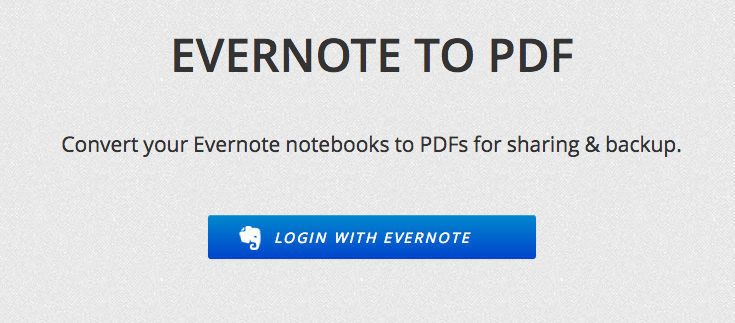 EVERNOTE TO PDF
Convert your Evernote notebooks to PDFs for sharing & backup.
LOGIN WITH EVERNOTE